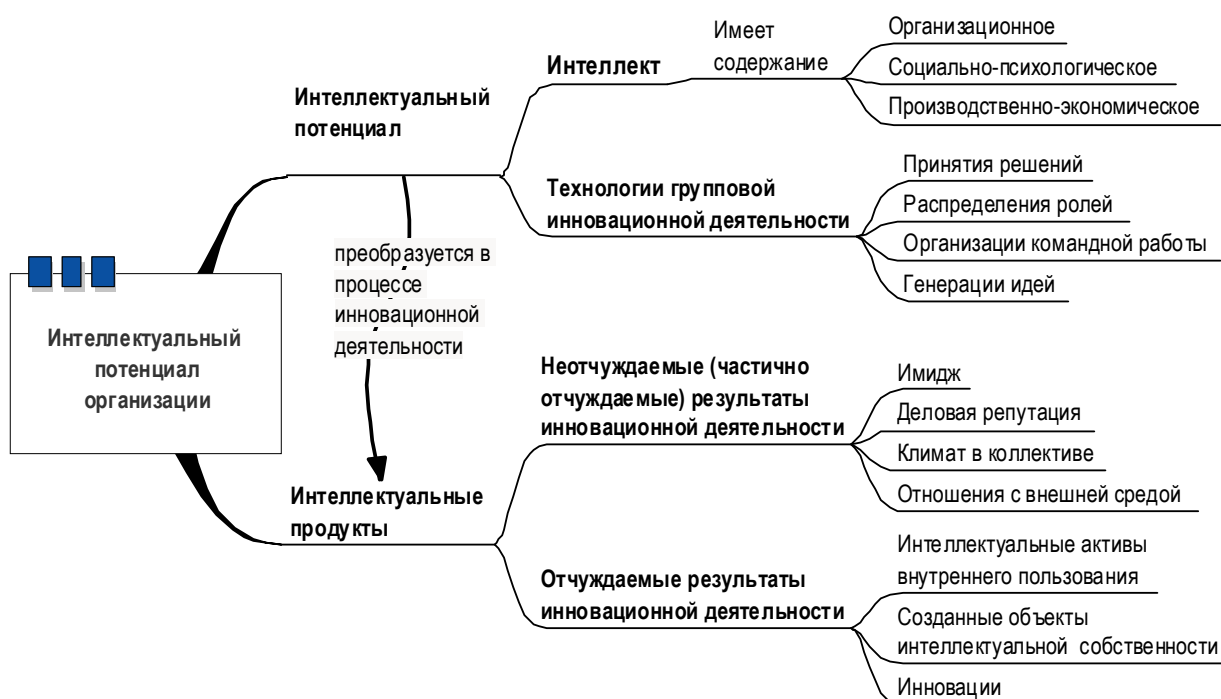 Интеллектуальный
потенциал
организации
Интеллектуальный
потенциал
Интеллект
Имеет
содержание
Организационное
Социально-психологическое
Производственно-экономическое
Технологии групповой
инновационной деятельности
Принятия решений
Распределения ролей
Организации командной работы
Генерации идей
преобразуется в
процессе
инновационной
деятельности
Интеллектуальные
продукты
Неотчуждаемые (частично
отчуждаемые) результаты
инновационной деятельности
Имидж
Деловая репутация
Климат в коллективе
Отношения с внешней средой
Отчуждаемые результаты
инновационной деятельности
Интеллектуальные активы
внутреннего пользования
Созданные объекты
интеллектуальной собственности
Инновации